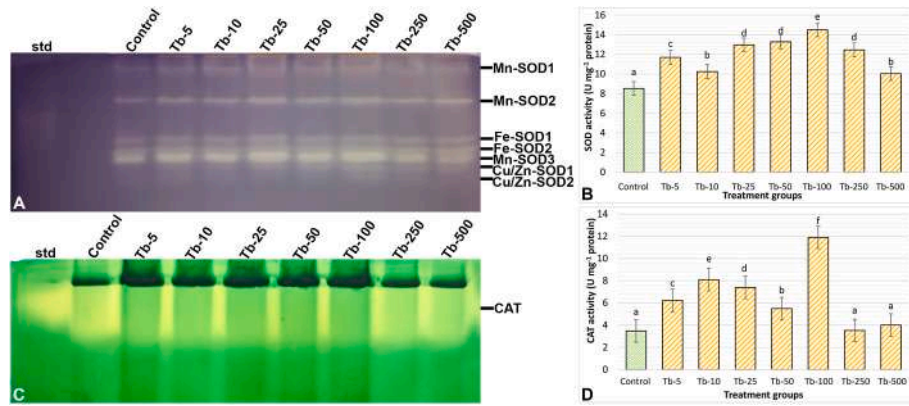 std Control Tb-5 Tb-10 Tb-25 Tb-50 Tb-100 Tb-250 Tb-500
Mn-SOD1
Mn-SOD2
Fe-SOD1
Fe-SOD2
Mn-SOD3
Cu/Zn-SOD1
Cu/Zn-SOD2
A
SOD activity (U mg⁻¹ protein)
16
14
12
10
8
6
4
2
0
a c b d d e d b
Control Tb-5 Tb-10 Tb-25 Tb-50 Tb-100 Tb-250 Tb-500
Treatment groups
B
std Control Tb-5 Tb-10 Tb-25 Tb-50 Tb-100 Tb-250 Tb-500
CAT
C
CAT activity (U mg⁻¹ protein)
14
12
10
8
6
4
2
0
a c e d b f a a
Control Tb-5 Tb-10 Tb-25 Tb-50 Tb-100 Tb-250 Tb-500
Treatment groups
D